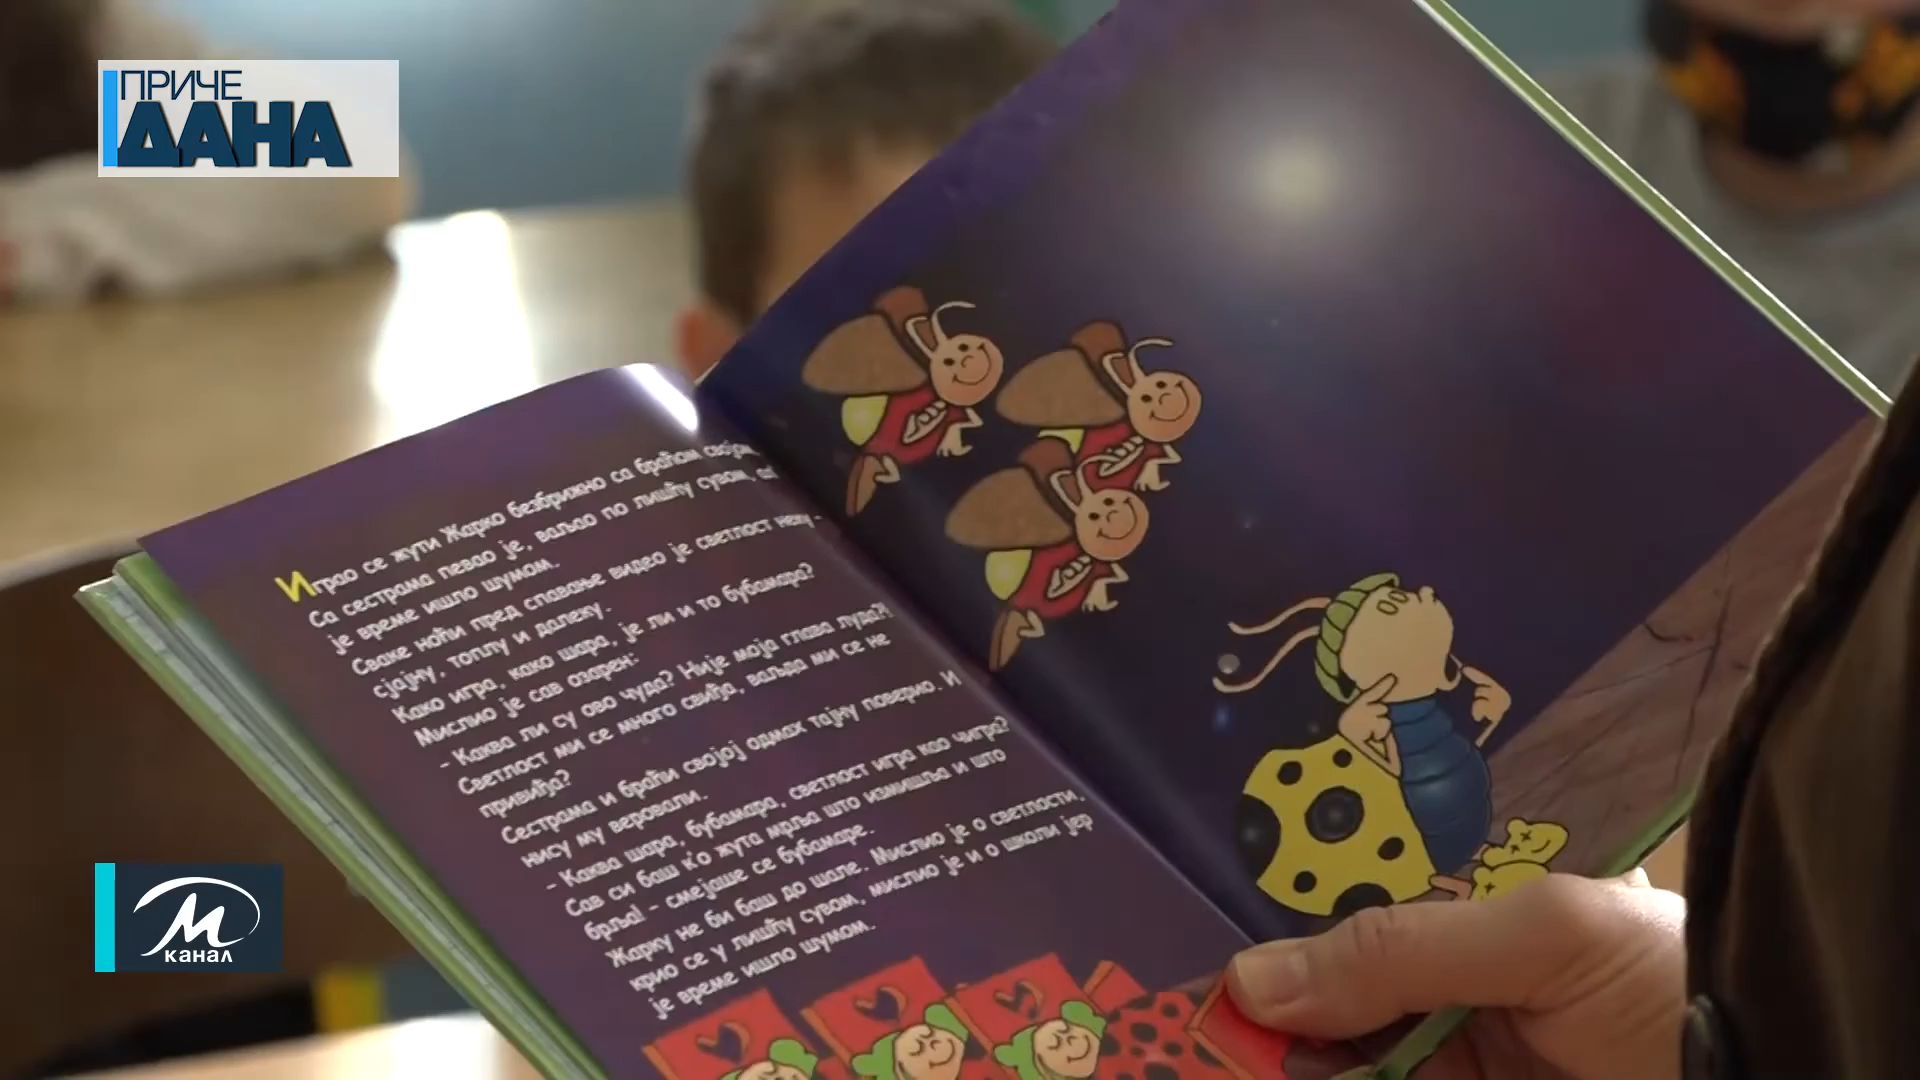 ПРИЧЕ
ДАНА
Играо се жути Жарко безбрижно са браћом својом.
Са сестрама певао је, ваљао по лишћу сувом, ал
је време ишло шумом.
Сваке ноћи пред спавање видео је светлост неку -
сјајну, топлу и далеку.
Како игра, како шара, је ли и то бубамара?
Мислио је сав озарен:
- Каква ли су ово чуда? Није моја глава луда?!
Светлост ми се много свиђа, ваљда ми се не
привиђа?
Сестрама и браћи својој одмах тајну поверио. И
нису му веровали.
- Каква шара, бубамара, светлост игра као чигра?
Сав си баш к'о жута мрља што измишља и што
брља! - смејаше се бубамаре.
Жарку не би баш до шале. Мислио је о светлости,
крио се у лишћу сувом, мислио је и о школи јер
је време ишло шумом.
М
канал